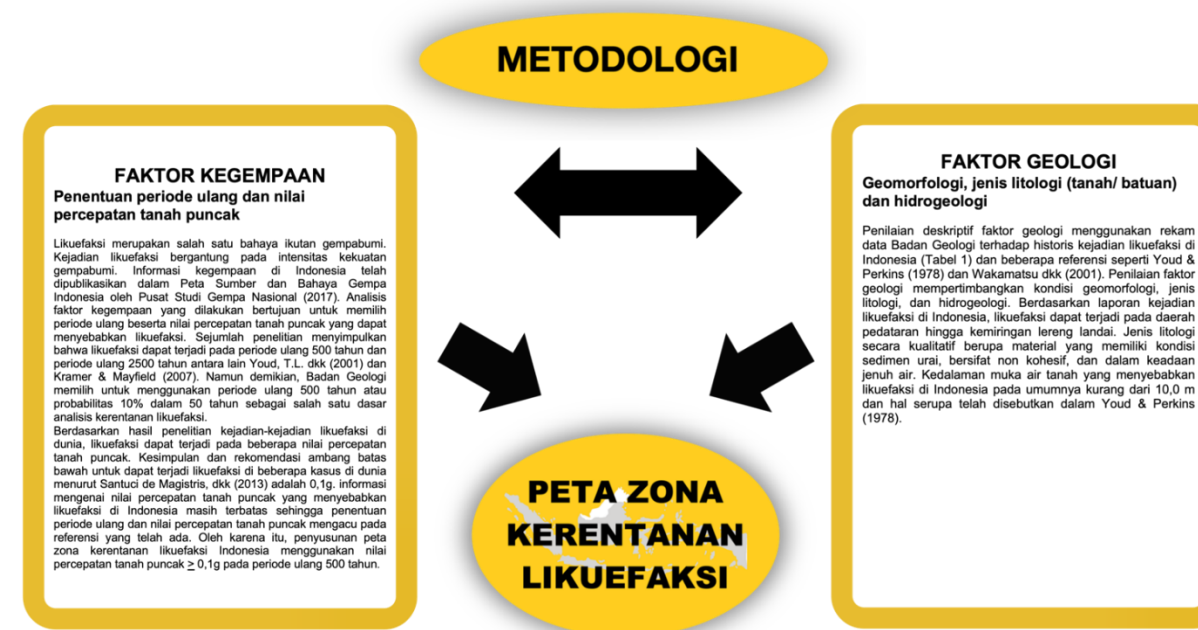 METODOLOGI
FAKTOR KEGEMPAAN
Penentuan periode ulang dan nilai
percepatan tanah puncak
Likuefaksi merupakan salah satu bahaya ikutan gempabumi.
Kejadian likuefaksi bergantung pada intensitas kekuatan
gempabumi. Informasi kegempaan di Indonesia telah
dipublikasikan dalam Peta Sumber dan Bahaya Gempa
Indonesia oleh Pusat Studi Gempa Nasional (2017). Analisis
faktor kegempaan yang dilakukan bertujuan untuk memilih
periode ulang beserta nilai percepatan tanah puncak yang dapat
menyebabkan likuefaksi. Sejumlah penelitian menyimpulkan
bahwa likuefaksi dapat terjadi pada periode ulang 500 tahun dan
periode ulang 2500 tahun antara lain Youd, T.L. dkk (2001) dan
Kramer & Mayfield (2007). Namun demikian, Badan Geologi
memilih untuk menggunakan periode ulang 500 tahun atau
probabilitas 10% dalam 50 tahun sebagai salah satu dasar
analisis kerentanan likuefaksi.
Berdasarkan hasil penelitian kejadian-kejadian likuefaksi di
dunia, likuefaksi dapat terjadi pada beberapa nilai percepatan
tanah puncak. Kesimpulan dan rekomendasi ambang batas
bawah untuk dapat terjadi likuefaksi di beberapa kasus di dunia
menurut Santuci de Magistris, dkk (2013) adalah 0,1g. informasi
mengenai nilai percepatan tanah puncak yang menyebabkan
likuefaksi di Indonesia masih terbatas sehingga penentuan
periode ulang dan nilai percepatan tanah puncak mengacu pada
referensi yang telah ada. Oleh karena itu, penyusunan peta
zona kerentanan likuefaksi Indonesia menggunakan nilai
percepatan tanah puncak ≥ 0,1g pada periode ulang 500 tahun.
FAKTOR GEOLOGI
Geomorfologi, jenis litologi (tanah/ batuan)
dan hidrogeologi
Penilaian deskriptif faktor geologi menggunakan rekam
data Badan Geologi terhadap historis kejadian likuefaksi di
Indonesia (Tabel 1) dan beberapa referensi seperti Youd &
Perkins (1978) dan Wakamatsu dkk (2001). Penilaian faktor
geologi mempertimbangkan kondisi geomorfologi, jenis
litologi, dan hidrogeologi. Berdasarkan laporan kejadian
likuefaksi di Indonesia, likuefaksi dapat terjadi pada daerah
pedataran hingga kemiringan lereng landai. Jenis litologi
secara kualitatif berupa material yang memiliki kondisi
sedimen urai, bersifat non kohesif, dan dalam keadaan
jenuh air. Kedalaman muka air tanah yang menyebabkan
likuefaksi di Indonesia pada umumnya kurang dari 10,0 m
dan hal serupa telah disebutkan dalam Youd & Perkins
(1978).
PETA ZONA
KERENTANAN
LIKUEFAKSI